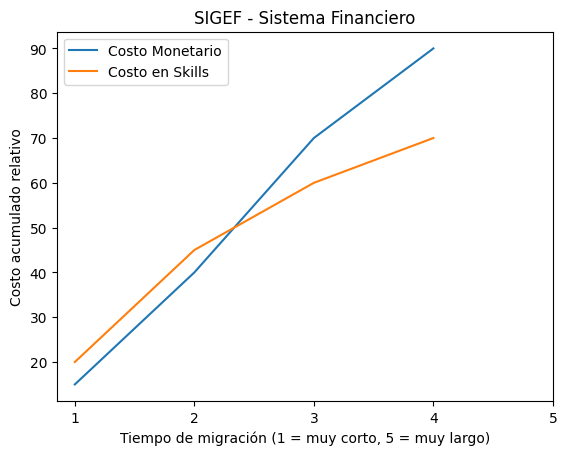 SIGEF - Sistema Financiero
Costo Monetario
Costo en Skills
Costo acumulado relativo
90
80
70
60
50
40
30
20
1 2 3 4 5
Tiempo de migración (1 = muy corto, 5 = muy largo)